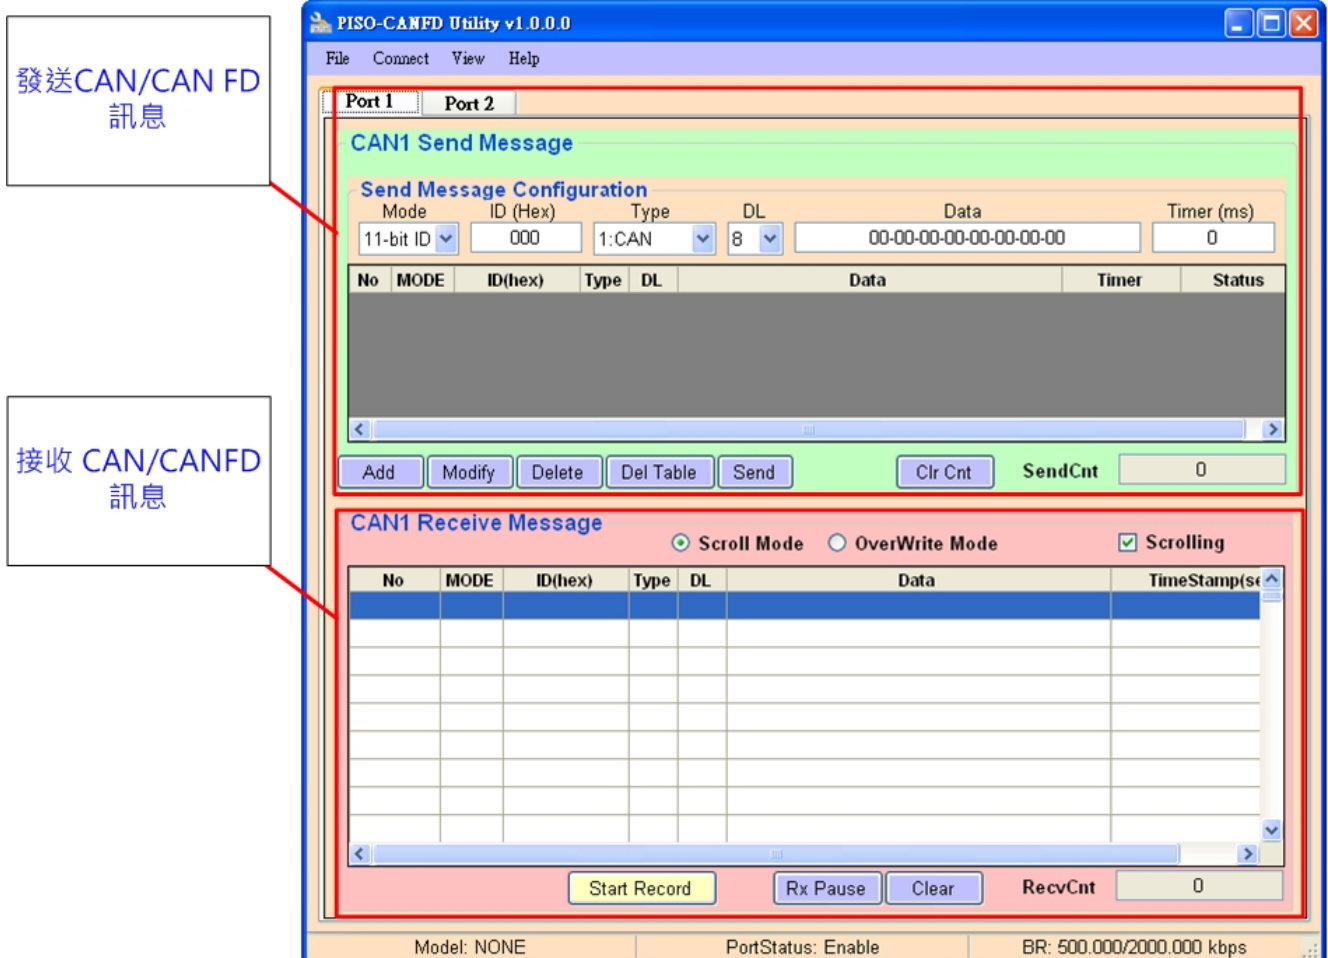 發送CAN/CAN FD
訊息
接收 CAN/CANFD
訊息
PISO-CANFD Utility v1.0.0.0
File Connect View Help
Port 1 Port 2
CAN1 Send Message
Send Message Configuration
Mode ID (Hex) Type DL Data Timer (ms)
11-bit ID 000 1:CAN 8 00-00-00-00-00-00-00-00 0
No MODE ID(hex) Type DL Data Timer Status
Add Modify Delete Del Table Send Clr Cnt SendCnt 0
CAN1 Receive Message
Scroll Mode OverWrite Mode Scrolling
No MODE ID(hex) Type DL Data TimeStamp(se
Start Record Rx Pause Clear RecvCnt 0
Model: NONE PortStatus: Enable BR: 500.000/2000.000 kbps